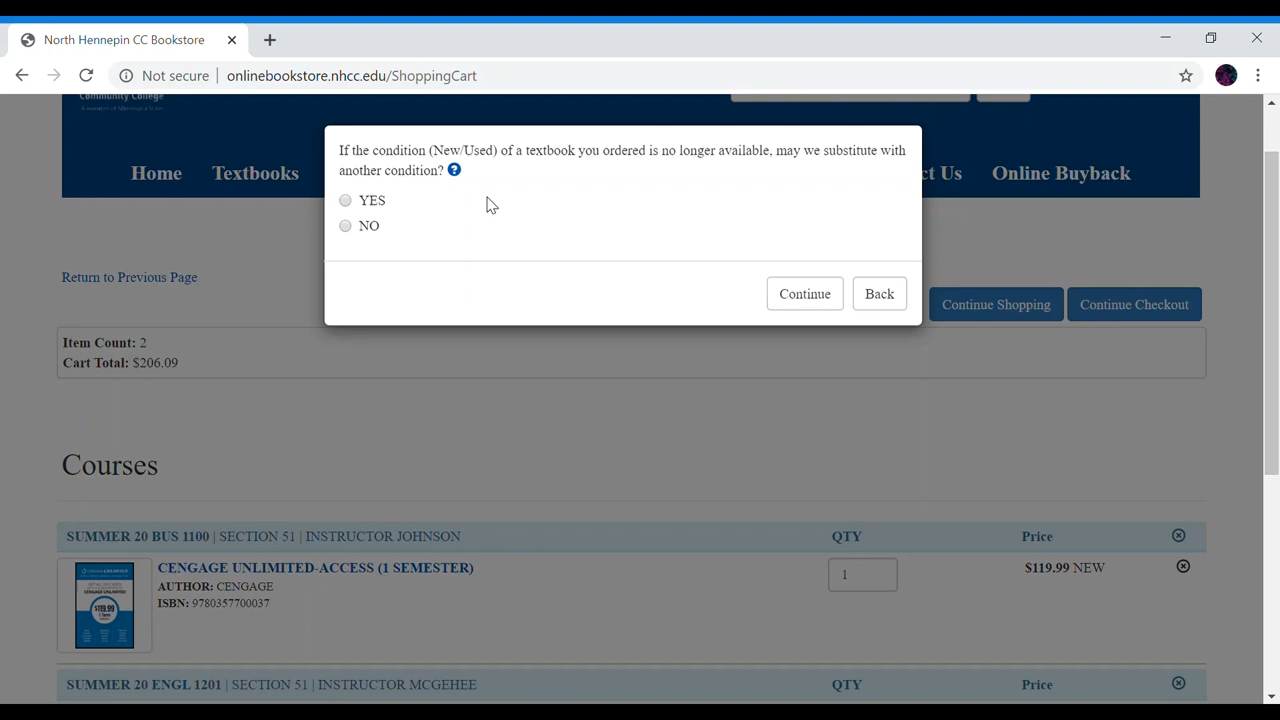 North Hennepin CC Bookstore
Not secure
onlinebookstore.nhcc.edu/ShoppingCart
Community College
If the condition (New/Used) of a textbook you ordered is no longer available, may we substitute with
another condition? ?
YES
NO
Continue
Back
Home
Textbooks
ct Us
Online Buyback
Return to Previous Page
Continue Shopping
Continue Checkout
Item Count: 2
Cart Total: $206.09
Courses
SUMMER 20 BUS 1100 | SECTION 51 | INSTRUCTOR JOHNSON QTY Price
CENGAGE UNLIMITED-ACCESS (1 SEMESTER) 1 $119.99 NEW
AUTHOR: CENGAGE
ISBN: 9780357700037
$119.99
SUMMER 20 ENGL 1201 | SECTION 51 | INSTRUCTOR MCGEHEE QTY Price